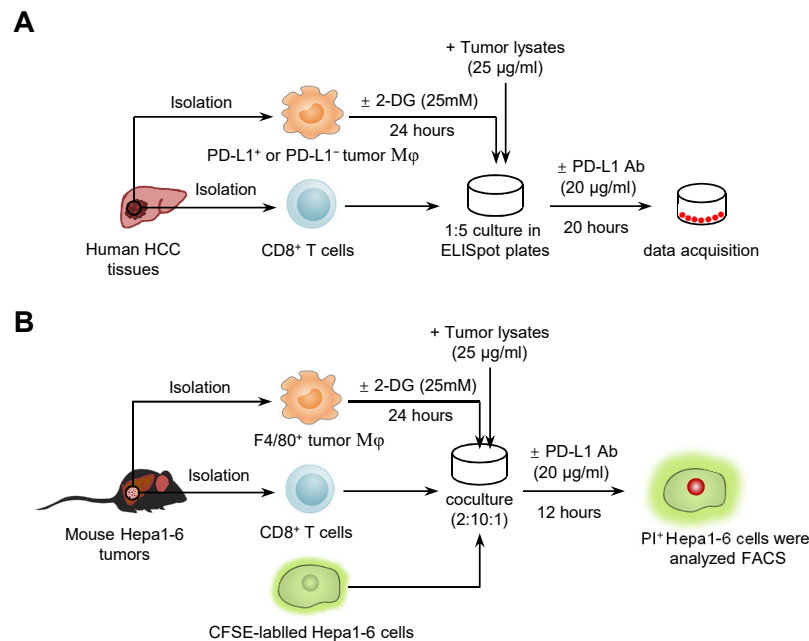 A
+ Tumor lysates
(25 µg/ml)
Isolation
± 2-DG (25mM)
24 hours
PD-L1⁺ or PD-L1⁻ tumor Mφ
± PD-L1 Ab
(20 µg/ml)
Isolation
20 hours
Human HCC
tissues
CD8⁺ T cells
1:5 culture in
ELISpot plates
data acquisition
B
+ Tumor lysates
(25 µg/ml)
Isolation
± 2-DG (25mM)
24 hours
F4/80⁺ tumor Mφ
± PD-L1 Ab
(20 µg/ml)
Isolation
12 hours
Mouse Hepa1-6
tumors
CD8⁺ T cells
coculture
(2:10:1)
PI⁺ Hepa1-6 cells were
analyzed FACS
CFSE-lablled Hepa1-6 cells